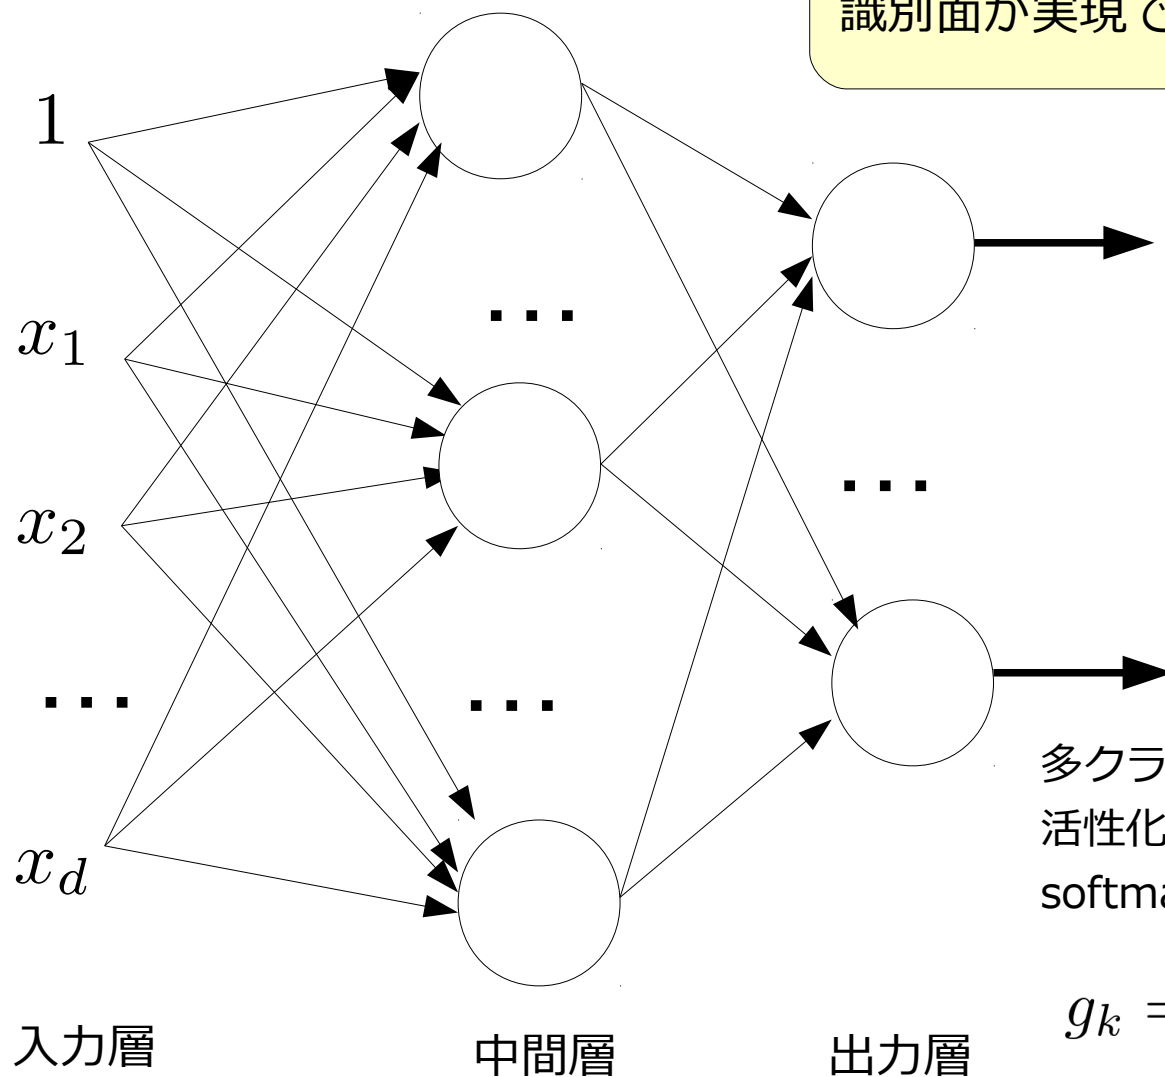 識別面が実現で
1
x_1
x_2
x_d
...
...
...
...
多クラ
活性化
softma
g_k =
入力層
中間層
出力層